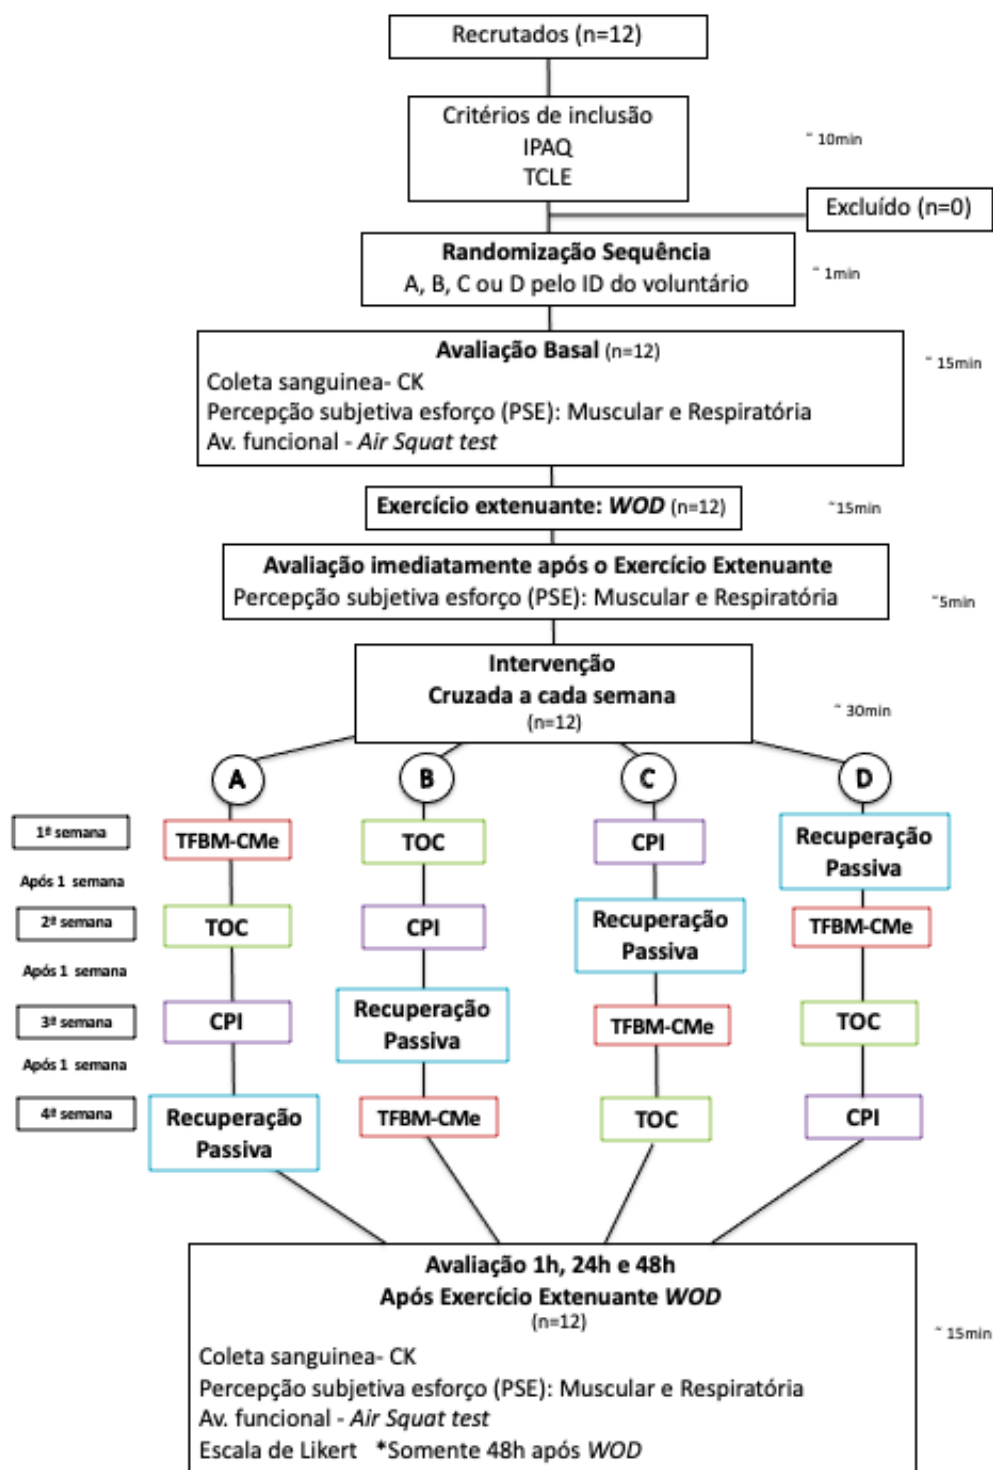 Recrutados (n=12)
Critérios de inclusão
IPAQ
TCLE
~ 10min
Excluído (n=0)
Randomização Sequência
A, B, C ou D pelo ID do voluntário
~ 1min
Avaliação Basal (n=12)
~ 15min
Coleta sanguinea- CK
Percepção subjetiva esforço (PSE): Muscular e Respiratória
Av. funcional - Air Squat test
Exercício extenuante: WOD (n=12)
~15min
Avaliação imediatamente após o Exercício Extenuante
Percepção subjetiva esforço (PSE): Muscular e Respiratória
~5min
Intervenção
Cruzada a cada semana
(n=12)
~ 30min
A B C D
1ª semana
TFBM-CMe
TOC
CPI
Recuperação
Passiva
Após 1 semana
2ª semana
TOC
CPI
Recuperação
Passiva
TFBM-CMe
Após 1 semana
3ª semana
CPI
Recuperação
Passiva
TFBM-CMe
TOC
Após 1 semana
4ª semana
Recuperação
Passiva
TFBM-CMe
TOC
CPI
Avaliação 1h, 24h e 48h
Após Exercício Extenuante WOD
(n=12)
~ 15min
Coleta sanguinea- CK
Percepção subjetiva esforço (PSE): Muscular e Respiratória
Av. funcional - Air Squat test
Escala de Likert *Somente 48h após WOD